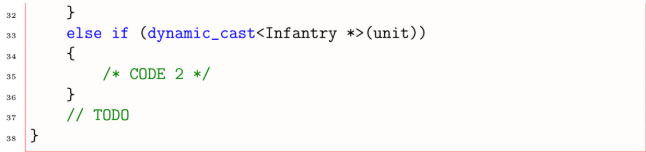 32 }
33 else if (dynamic_cast<Infantry *>(unit))
34 {
35 /* CODE 2 */
36 }
37 // TODO
38 }